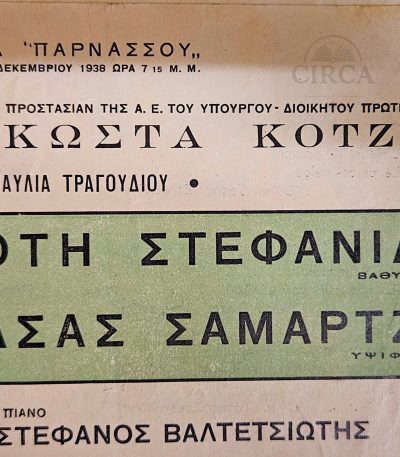 Α "ΠΑΡΝΑΣΣΟΥ„
CIRCA
ΔΕΚΕΜΒΡΙΟΥ 1938 ΩΡΑ 7 15 Μ. Μ.
ΠΡΟΣΤΑΣΙΑΝ ΤΗΣ Α. Ε. ΤΟΥ ΥΠΟΥΡΓΟΥ - ΔΙΟΙΚΗΤΟΥ ΠΡΩΤ
ΚΩΣΤΑ ΚΟΤΖ
ΑΥΛΙΑ ΤΡΑΓΟΥΔΙΟΥ •
ΟΤΗ ΣΤΕΦΑΝΙΑ
ΒΑΘΥ
ΑΣΑΣ ΣΑΜΑΡΤΖ
ΥΨΙΦ
ΠΙΑΝΟ
ΣΤΕΦΑΝΟΣ ΒΑΛΤΕΤΣΙΩΤΗΣ